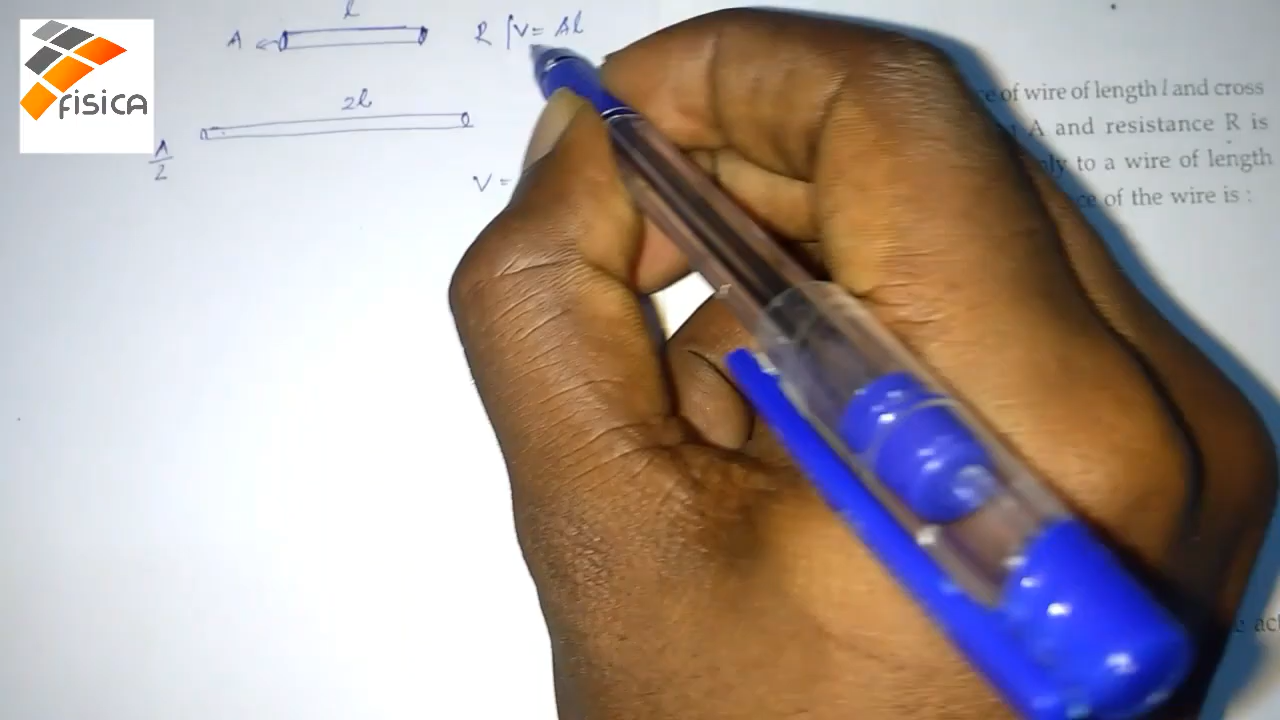 fisica
l
A
R V = Al
2l
A
2
V =
of wire of length l and cross
A and resistance R is
to a wire of length
of the wire is :